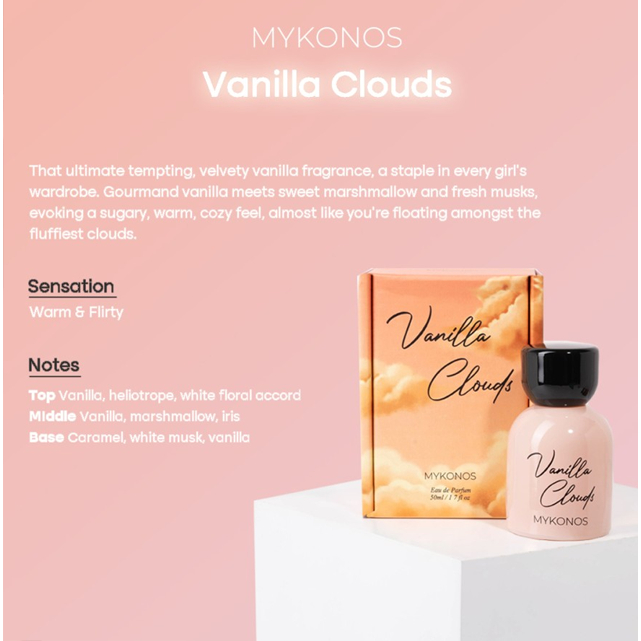 MYKONOS
Vanilla Clouds
That ultimate tempting, velvety vanilla fragrance, a staple in every girl's
wardrobe. Gourmand vanilla meets sweet marshmallow and fresh musks,
evoking a sugary, warm, cozy feel, almost like you're floating amongst the
fluffiest clouds.
Sensation
Warm & Flirty
Notes
Top Vanilla, heliotrope, white floral accord
Middle Vanilla, marshmallow, iris
Base Caramel, white musk, vanilla
Vanilla
Clouds
MYKONOS
Eau de Parfum
50ml / 1.7 fl oz
Vanilla
Clouds
MYKONOS